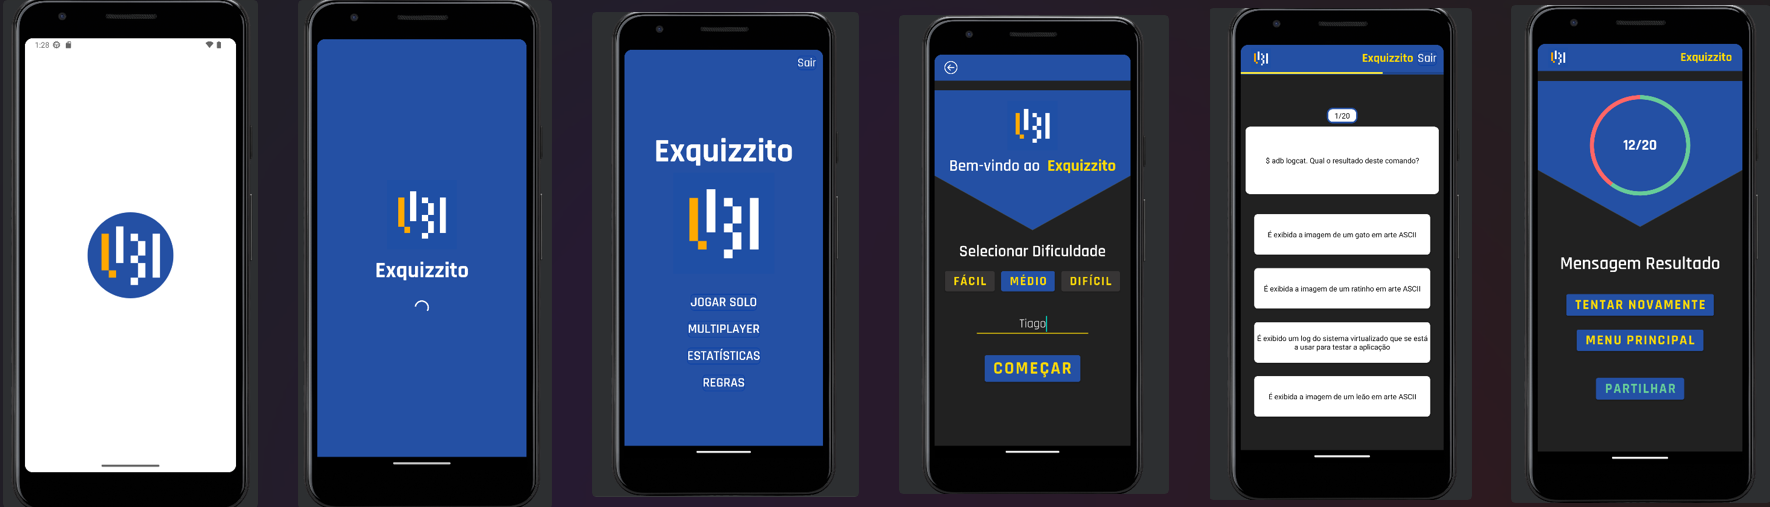 1:28
Exquizzito
Sair
Exquizzito
JOGAR SOLO
MULTIPLAYER
ESTATÍSTICAS
REGRAS
Bem-vindo ao Exquizzito
Selecionar Dificuldade
FÁCIL MÉDIO DIFÍCIL
Tiago
COMEÇAR
Exquizzito Sair
1/20
$ adb logcat. Qual o resultado deste comando?
É exibida a imagem de um gato em arte ASCII
É exibida a imagem de um ratinho em arte ASCII
É exibido um log do sistema virtualizado que se está
a usar para testar a aplicação
É exibida a imagem de um leão em arte ASCII
Exquizzito
12/20
Mensagem Resultado
TENTAR NOVAMENTE
MENU PRINCIPAL
PARTILHAR